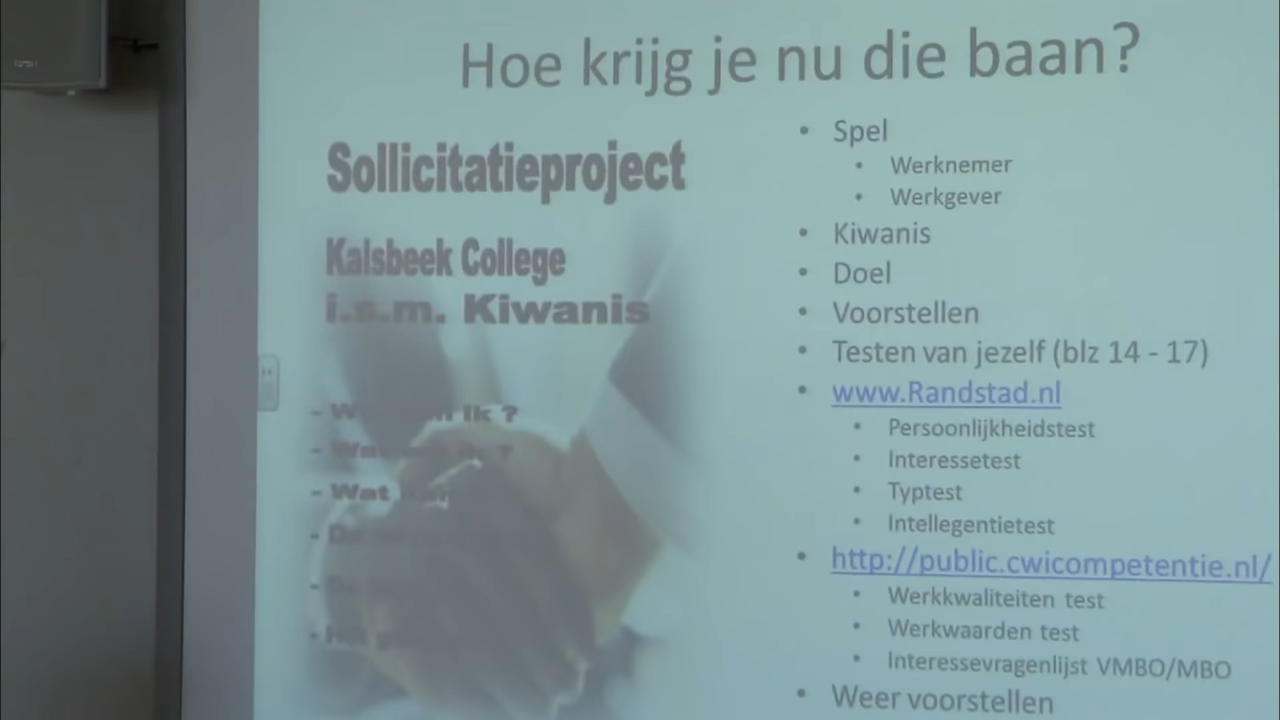 Hoe krijg je nu die baan?
Sollicitatieproject
Kalsbeek College
i.s.m. Kiwanis
- ik ?
- ?
- Wat
-
-
-
• Spel
• Werknemer
• Werkgever
• Kiwanis
• Doel
• Voorstellen
• Testen van jezelf (blz 14 - 17)
• www.Randstad.nl
• Persoonlijkheidstest
• Interessetest
• Typtest
• Intellegentietest
• http://public.cwicompetentie.nl/
• Werkkwaliteiten test
• Werkwaarden test
• Interessevragenlijst VMBO/MBO
• Weer voorstellen